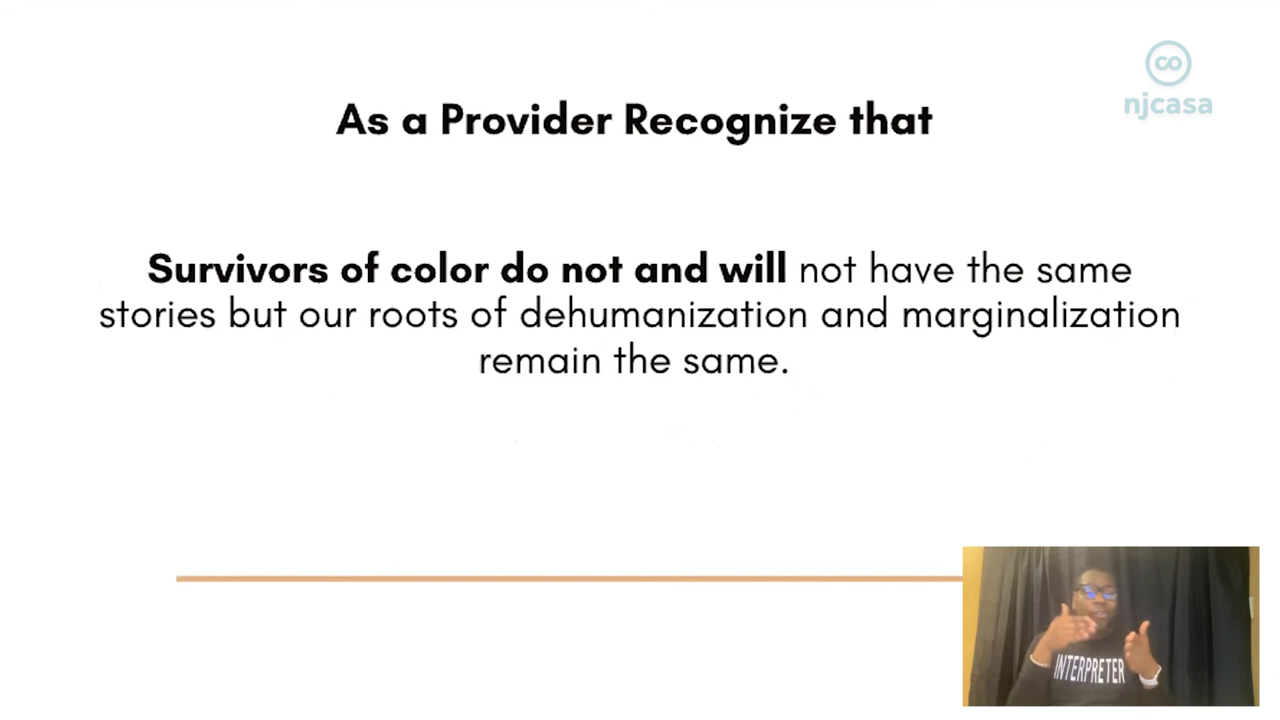 co
njcasa
As a Provider Recognize that
Survivors of color do not and will not have the same
stories but our roots of dehumanization and marginalization
remain the same.
INTERPRETER